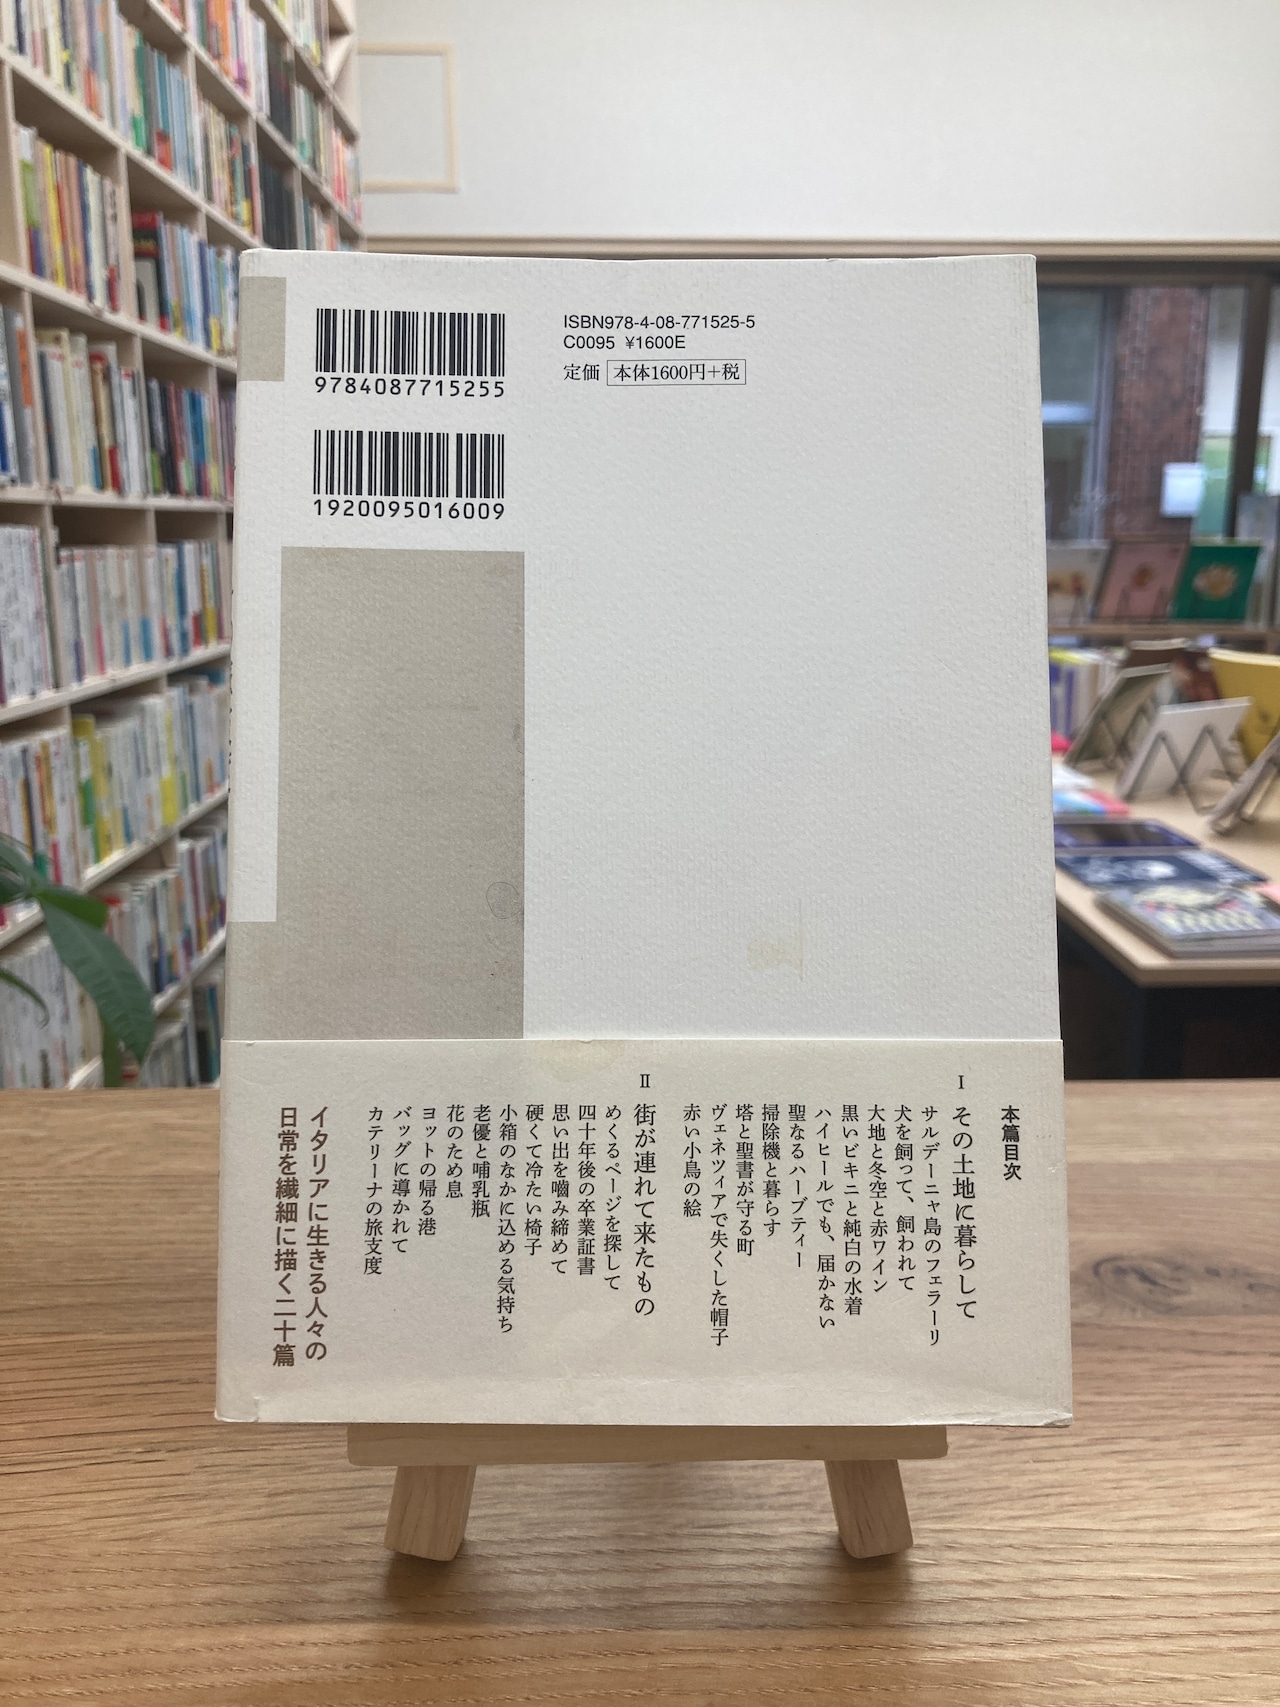 9784087715255
1920095016009
ISBN978-4-08-771525-5
C0095 ¥1600E
定価 本体1600円+税
本篇目次
I その土地に暮らして
サルデーニャ島のフェラーリ
犬を飼って、飼われて
大地と冬空と赤ワイン
黒いビキニと純白の水着
ハイヒールでも、届かない
聖なるハーブティー
掃除機と暮らす
塔と聖書が守る町
ヴェネツィアで失くした帽子
赤い小鳥の絵
II 街が連れて来たもの
めくるページを探して
四十年後の卒業証書
思い出を嚙み締めて
硬くて冷たい椅子
小箱のなかに込める気持ち
老優と哺乳瓶
花のため息
ヨットの帰る港
バッグに導かれて
カテリーナの旅支度
イタリアに生きる人々の
日常を繊細に描く二十篇